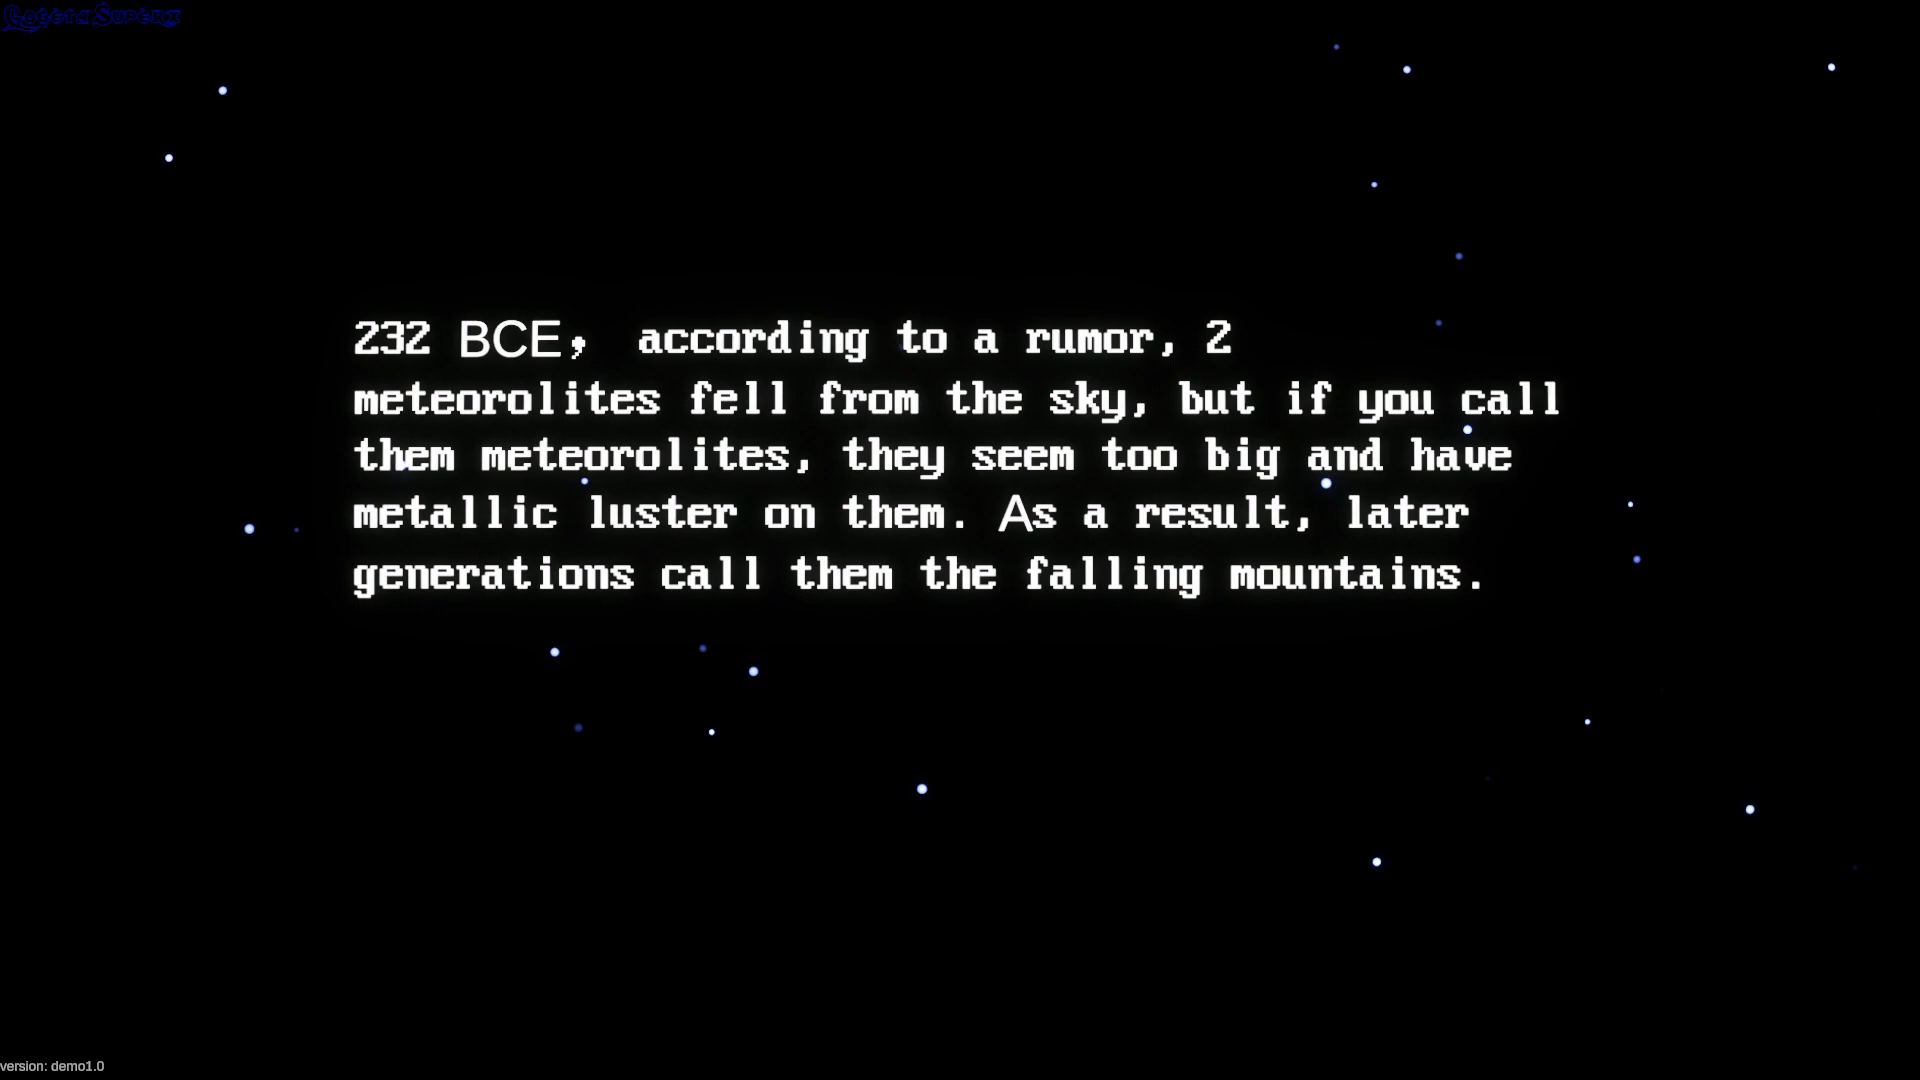 Gogeta Superx
232 BCE,  according to a rumor, 2
meteorolites fell from the sky, but if you call
them meteorolites, they seem too big and have
metallic luster on them. As a result, later
generations call them the falling mountains.
version: demo1.0